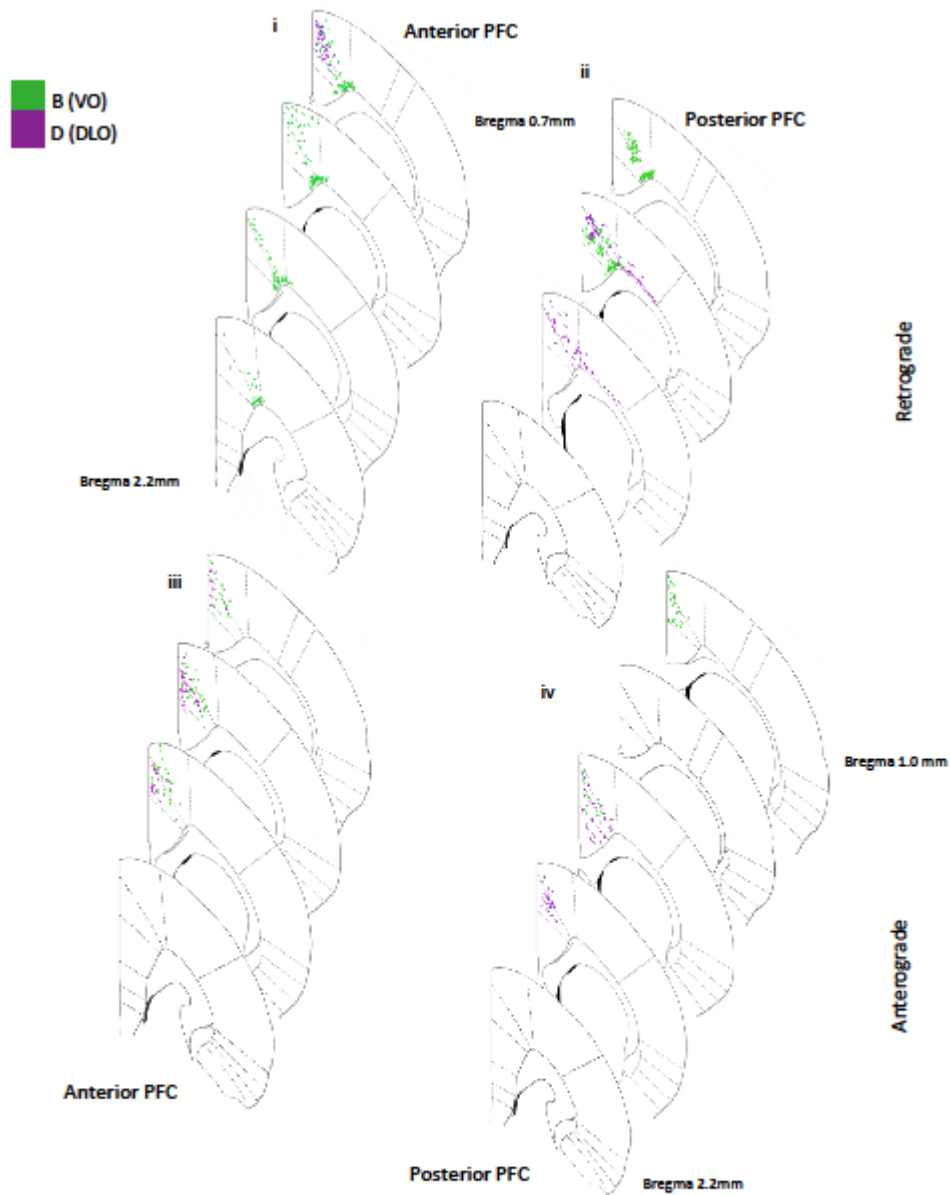 i
Anterior PFC
ii
B (VO)
D (DLO)
Bregma 0.7mm
Posterior PFC
Retrograde
Bregma 2.2mm
iii
iv
Bregma 1.0 mm
Anterograde
Anterior PFC
Posterior PFC
Bregma 2.2mm